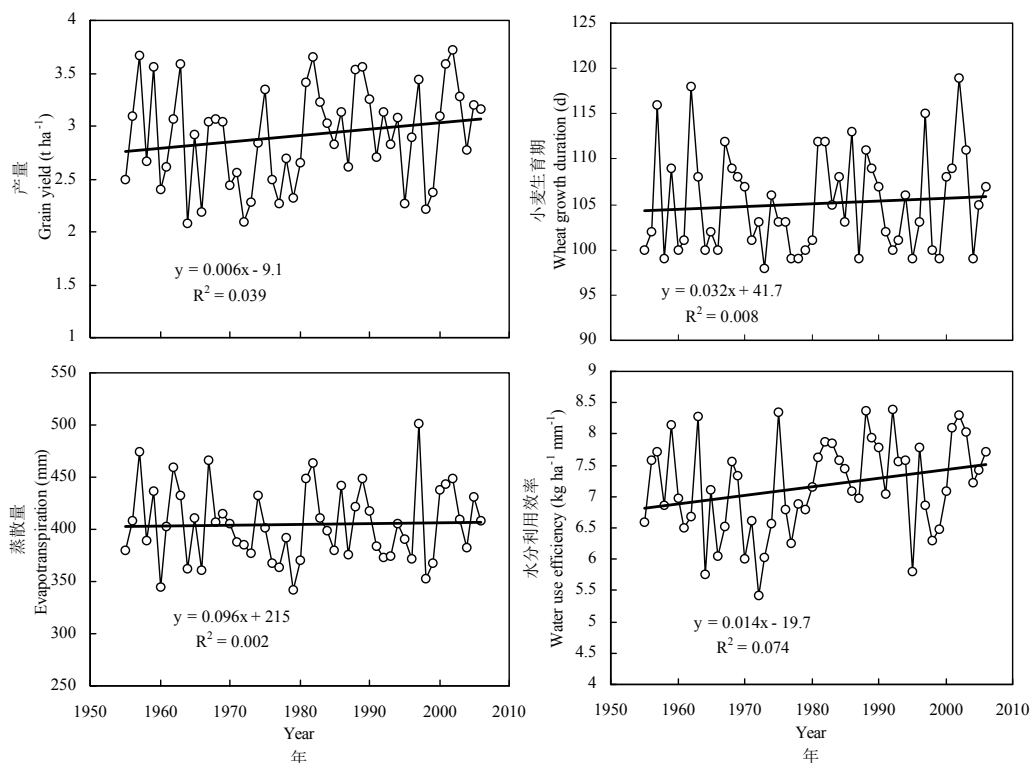 产量
Grain yield (t ha⁻¹)
4
3.5
3
2.5
2
1.5
1
y = 0.006x - 9.1
R² = 0.039
小麦生育期
Wheat growth duration (d)
125
120
115
110
105
100
95
90
y = 0.032x + 41.7
R² = 0.008
蒸散量
Evapotranspiration (mm)
550
500
450
400
350
300
250
y = 0.096x + 215
R² = 0.002
1950 1960 1970 1980 1990 2000 2010
Year
年
水分利用效率
Water use efficiency (kg ha⁻¹ mm⁻¹)
9
8.5
8
7.5
7
6.5
6
5.5
5
4.5
4
y = 0.014x - 19.7
R² = 0.074
1950 1960 1970 1980 1990 2000 2010
Year
年